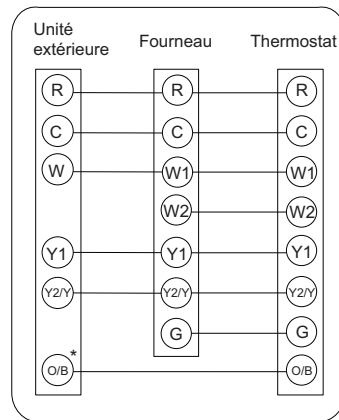 Unité
extérieure Fourneau Thermostat
R R R
C C C
W W1 W1
W2 W2
Y1 Y1 Y1
Y2/Y Y2/Y Y2/Y
G G
*
O/B O/B